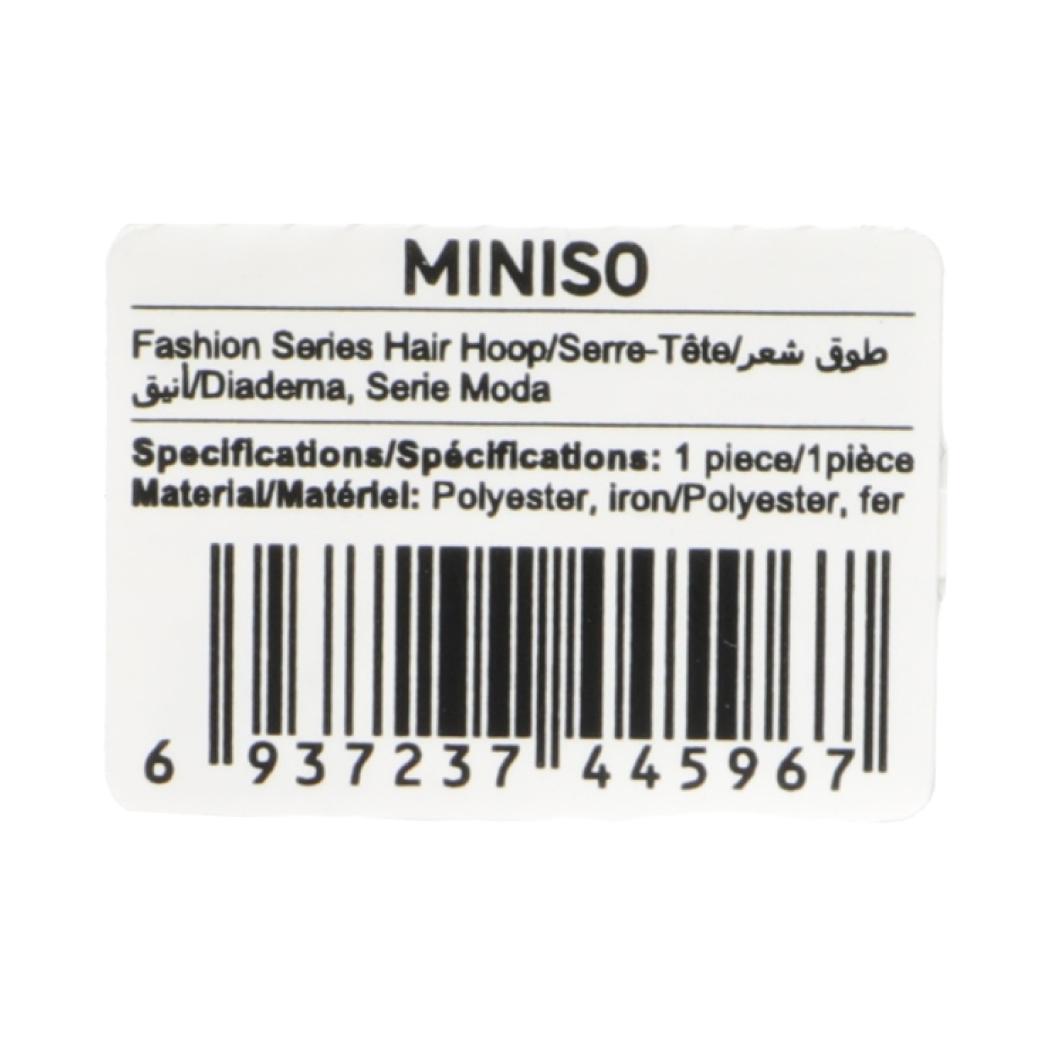 MINISO
Fashion Series Hair Hoop/Serre-Tête/طوق شعر
أنيق/Diadema, Serie Moda
Specifications/Spécifications: 1 piece/1pièce
Material/Matériel: Polyester, iron/Polyester, fer
6 937237 445967